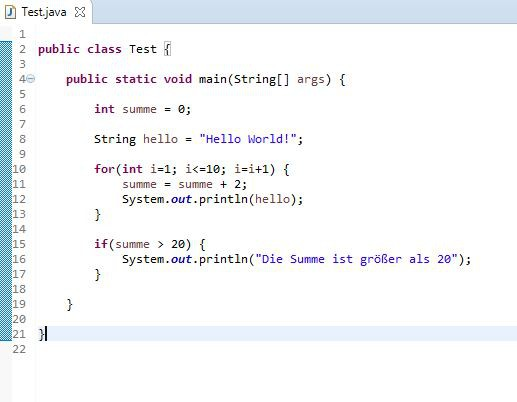 Test.java
1
2 public class Test {
3
4 public static void main(String[] args) {
5
6 int summe = 0;
7
8 String hello = "Hello World!";
9
10 for(int i=1; i<=10; i=i+1) {
11 summe = summe + 2;
12 System.out.println(hello);
13 }
14
15 if(summe > 20) {
16 System.out.println("Die Summe ist größer als 20");
17 }
18
19 }
20
21 }
22